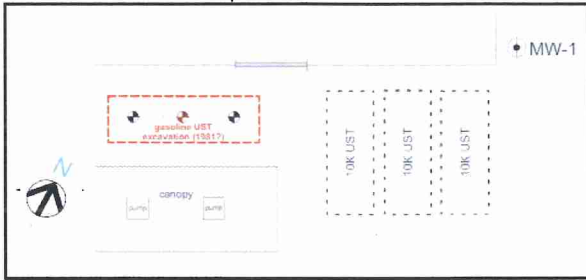 MW-1
gasoline UST
excavation (1981?)
10K UST
10K UST
10K UST
N
canopy
pump
pump